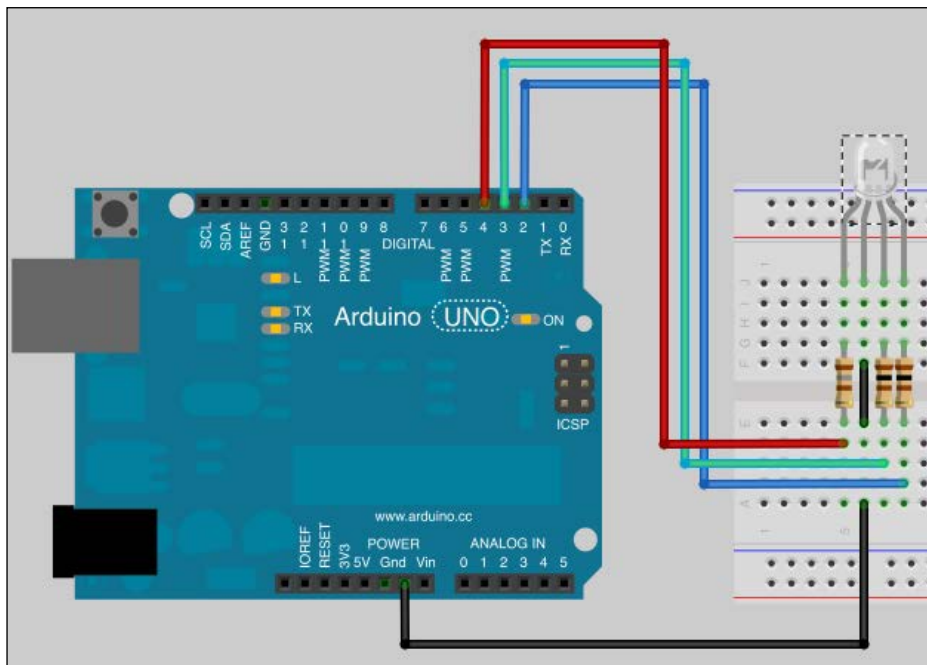 SCL
SDA
AREF
GND
13
12
PWM 11
PWM 10
PWM 9
8
DIGITAL
7
PWM 6
PWM 5
4
PWM 3
2
TX 1
RX 0
L
TX
RX
Arduino UNO
ON
1
ICSP
www.arduino.cc
POWER
ANALOG IN
IOREF
RESET
3V3
5V
Gnd
Vin
0 1 2 3 4 5
1
5
J
I
H
G
F
E
A
1
5